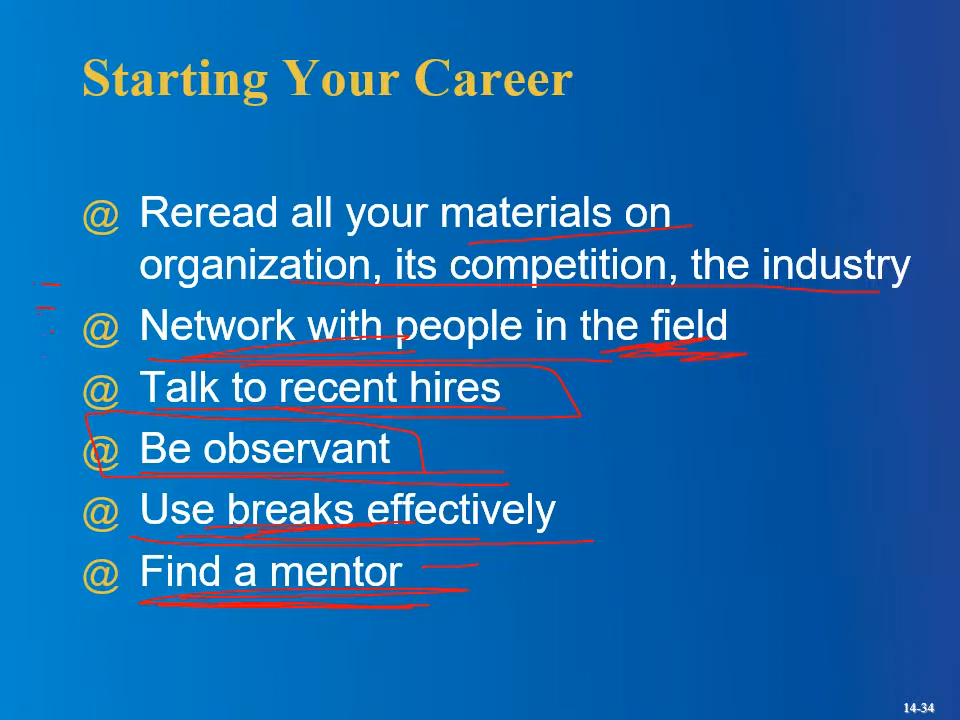 Starting Your Career
@ Reread all your materials on
organization, its competition, the industry
@ Network with people in the field
@ Talk to recent hires
@ Be observant
@ Use breaks effectively
@ Find a mentor
14-34